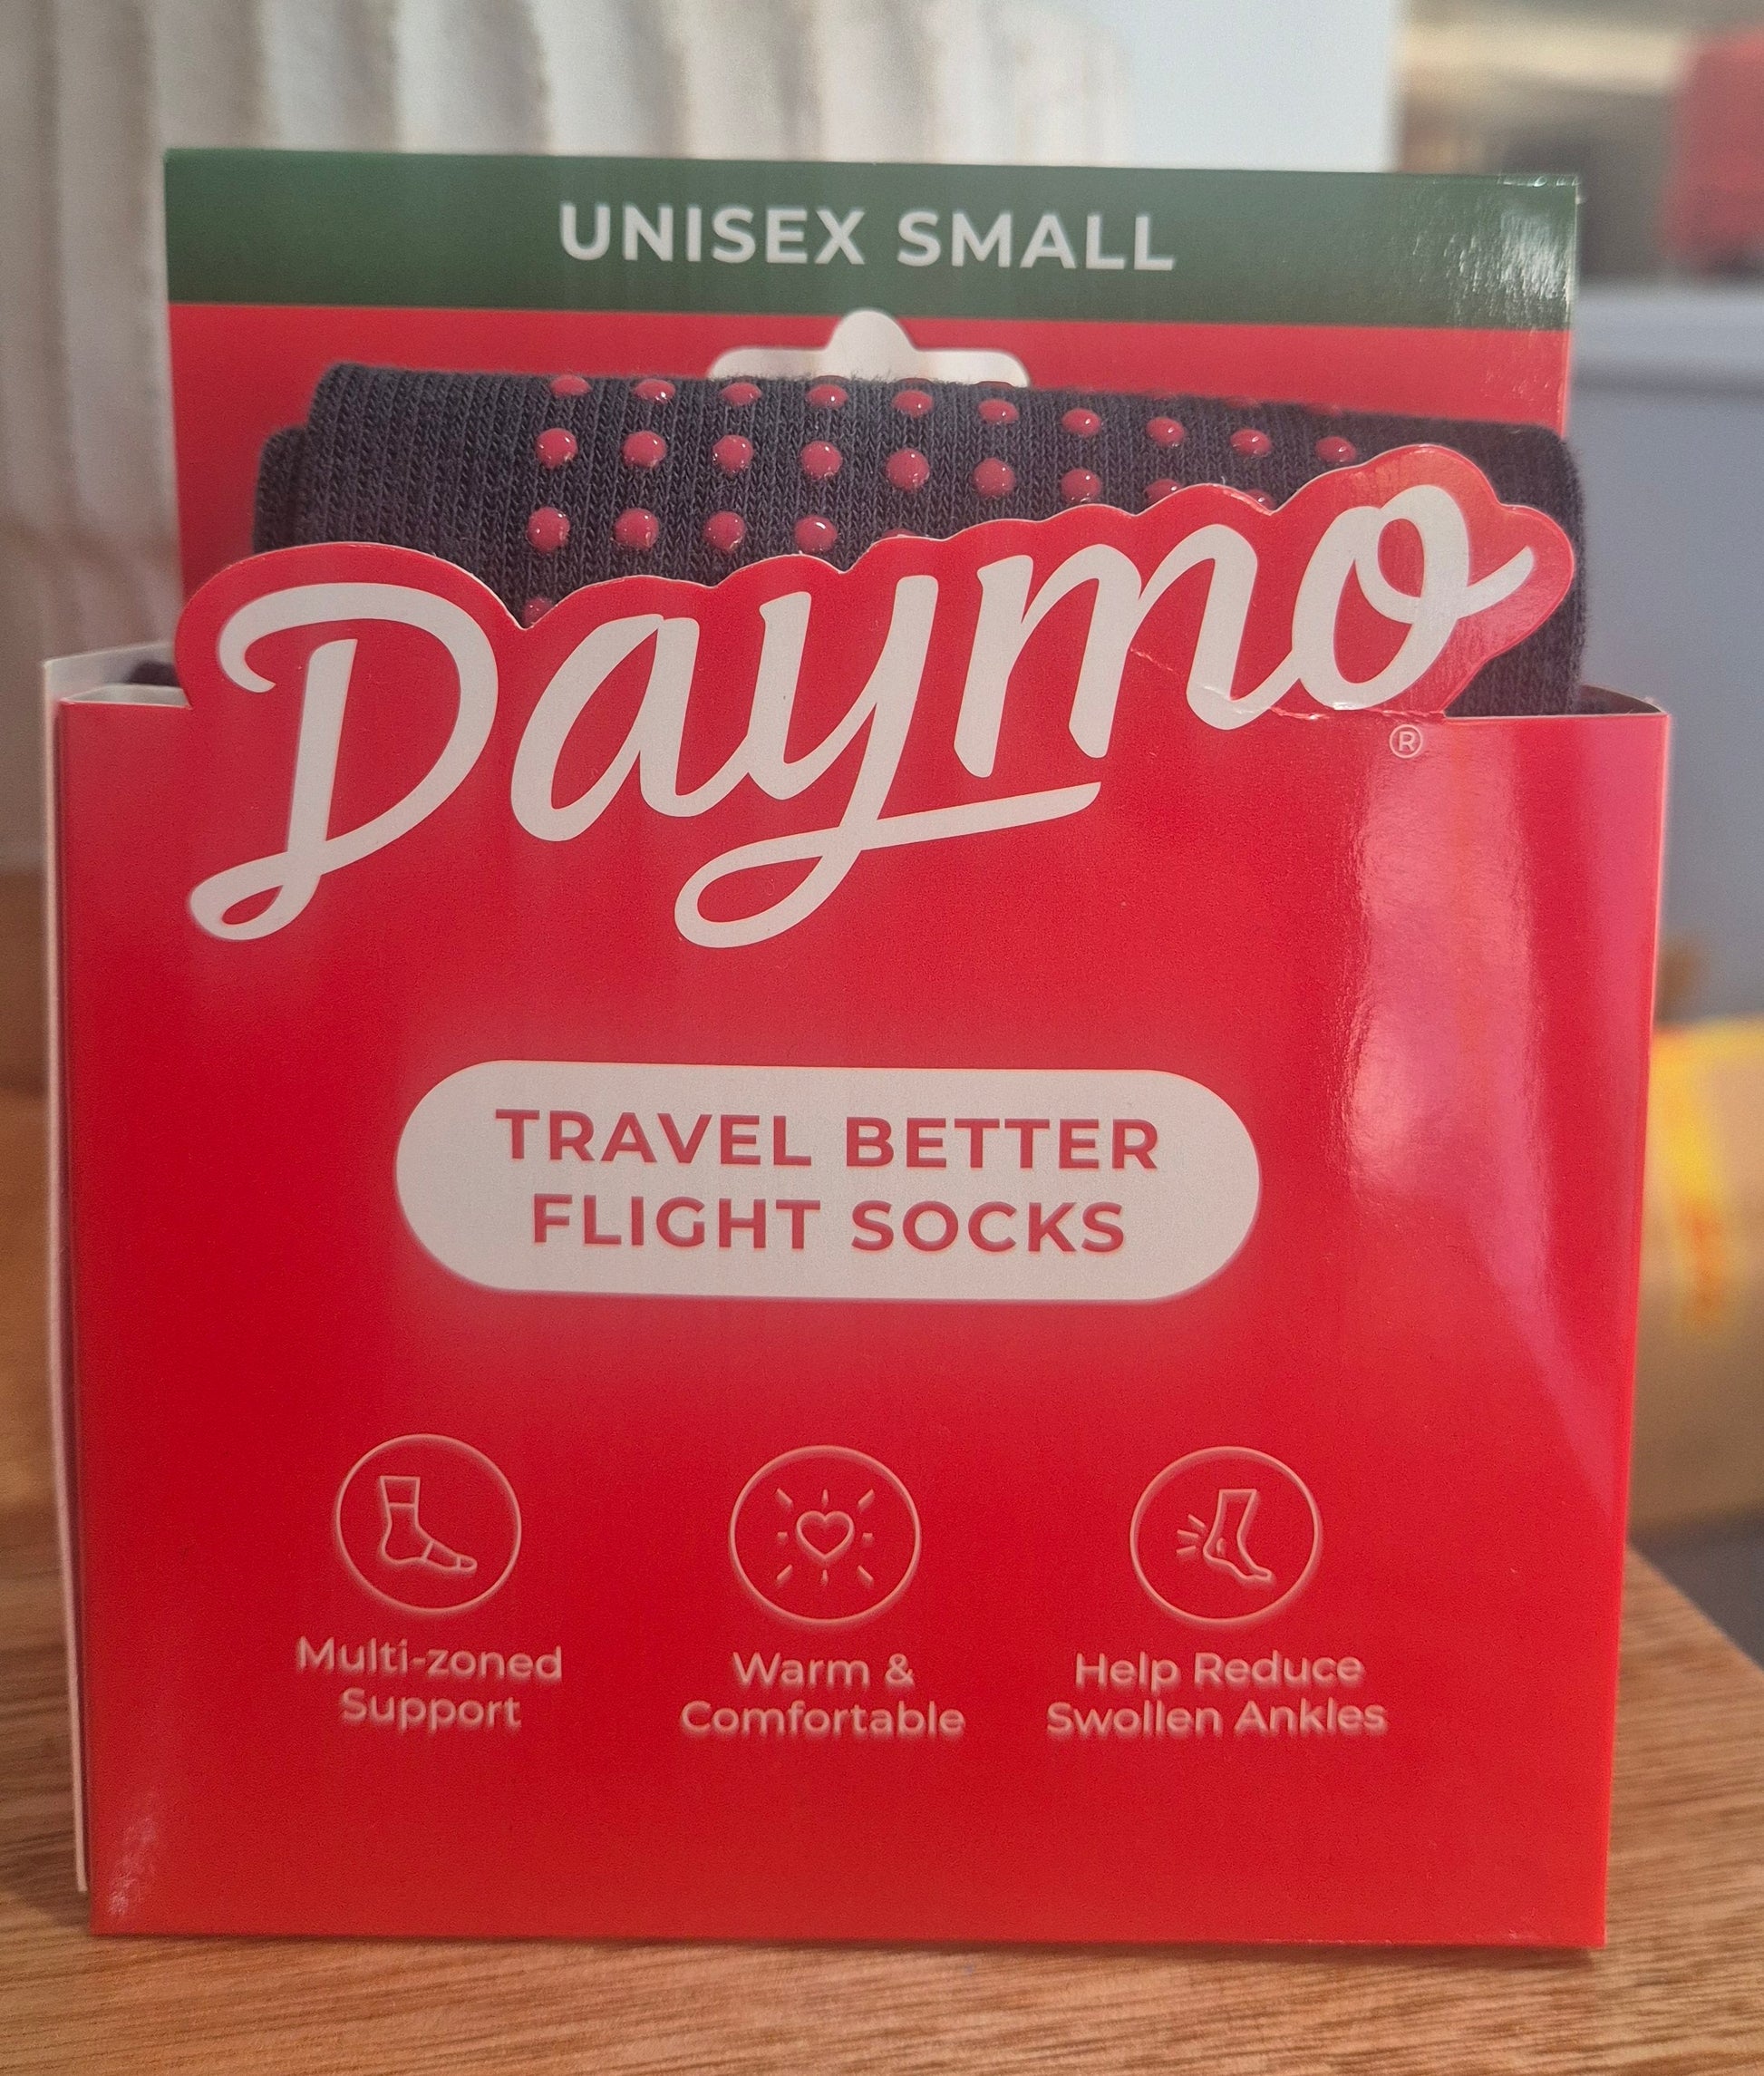 UNISEX SMALL
Daymo
®
TRAVEL BETTER
FLIGHT SOCKS
Multi-zoned
Support
Warm &
Comfortable
Help Reduce
Swollen Ankles